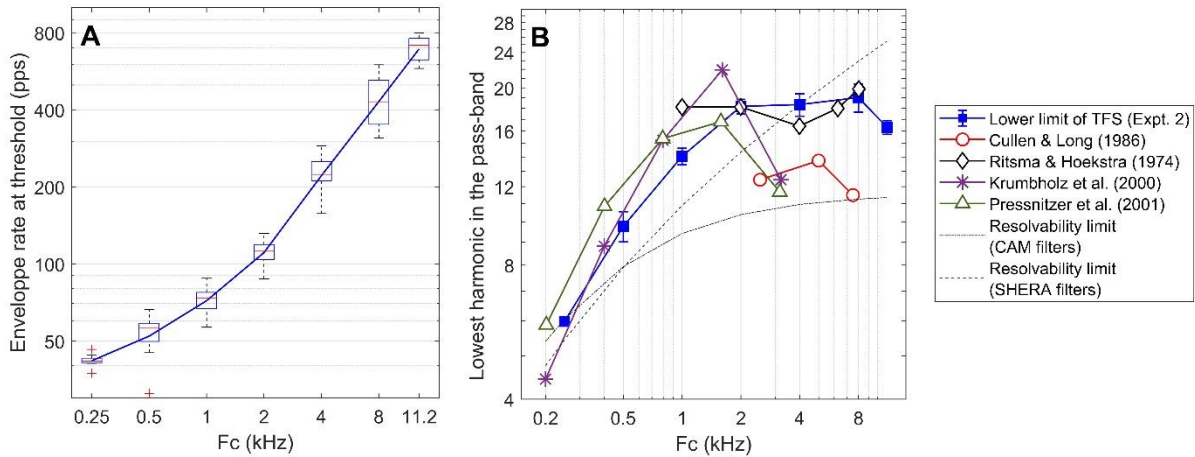 A
Enveloppe rate at threshold (pps)
800
400
200
100
50
0.25 0.5 1 2 4 8 11.2
Fc (kHz)
B
Lowest harmonic in the pass-band
28
24
20
16
12
8
4
0.2 0.5 1 2 4 8
Fc (kHz)
Lower limit of TFS (Expt. 2)
Cullen & Long (1986)
Ritsma & Hoekstra (1974)
Krumbholz et al. (2000)
Pressnitzer et al. (2001)
Resolvability limit
(CAM filters)
Resolvability limit
(SHERA filters)